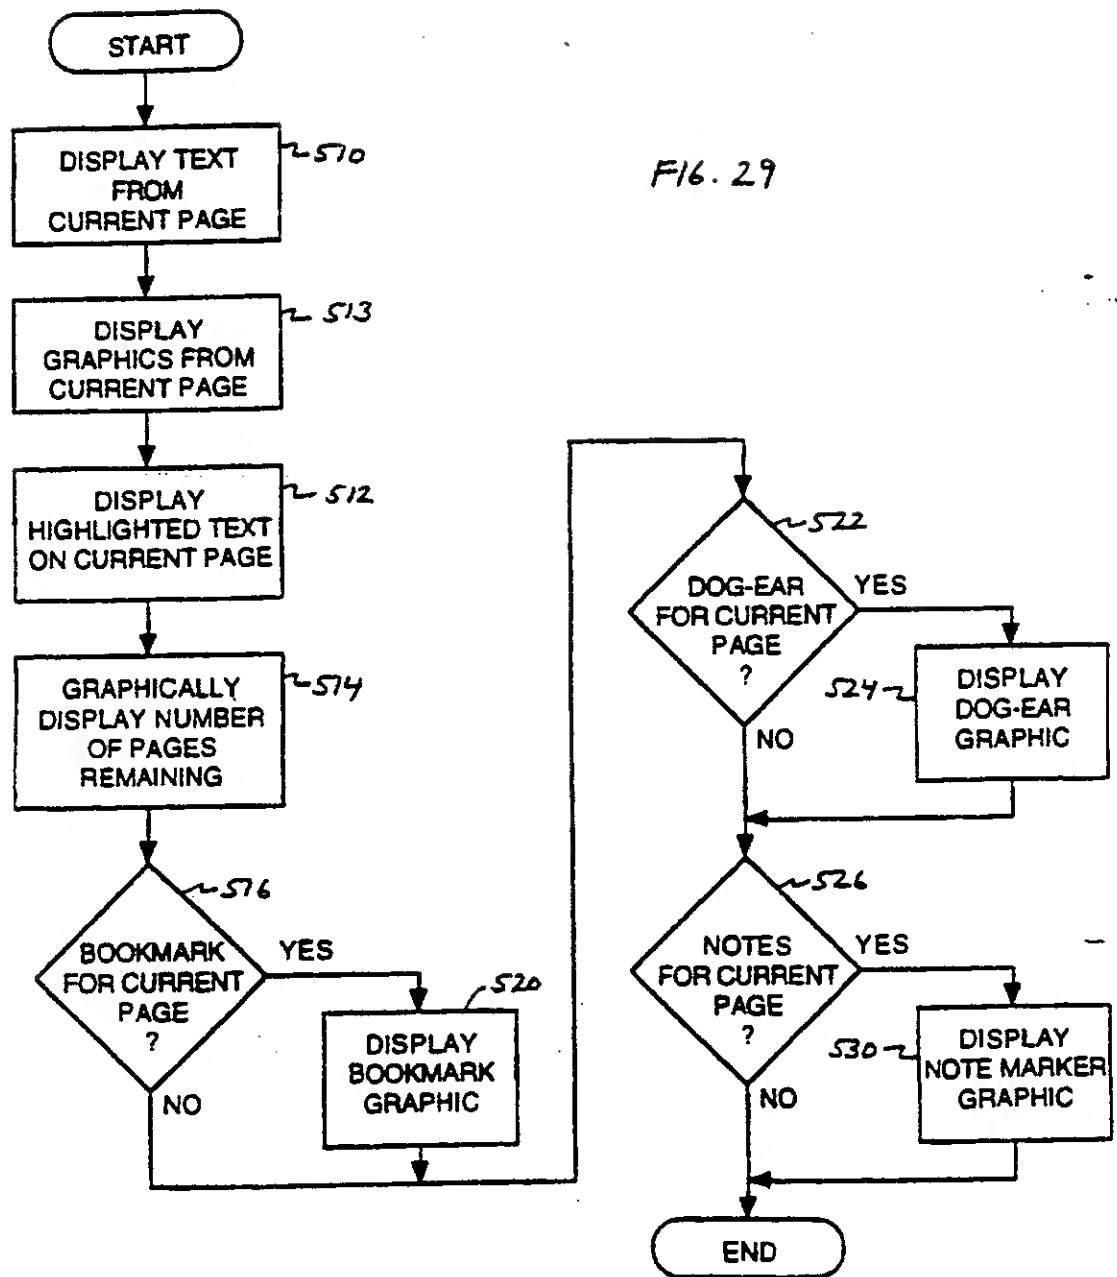 START
DISPLAY TEXT
FROM
CURRENT PAGE
510
FIG. 29
DISPLAY
GRAPHICS FROM
CURRENT PAGE
513
DISPLAY
HIGHLIGHTED TEXT
ON CURRENT PAGE
512
GRAPHICALLY
DISPLAY NUMBER
OF PAGES
REMAINING
514
BOOKMARK
FOR CURRENT
PAGE
?
516
YES
NO
520
DISPLAY
BOOKMARK
GRAPHIC
522
DOG-EAR
FOR CURRENT
PAGE
?
YES
NO
524
DISPLAY
DOG-EAR
GRAPHIC
526
NOTES
FOR CURRENT
PAGE
?
YES
NO
530
DISPLAY
NOTE MARKER
GRAPHIC
END